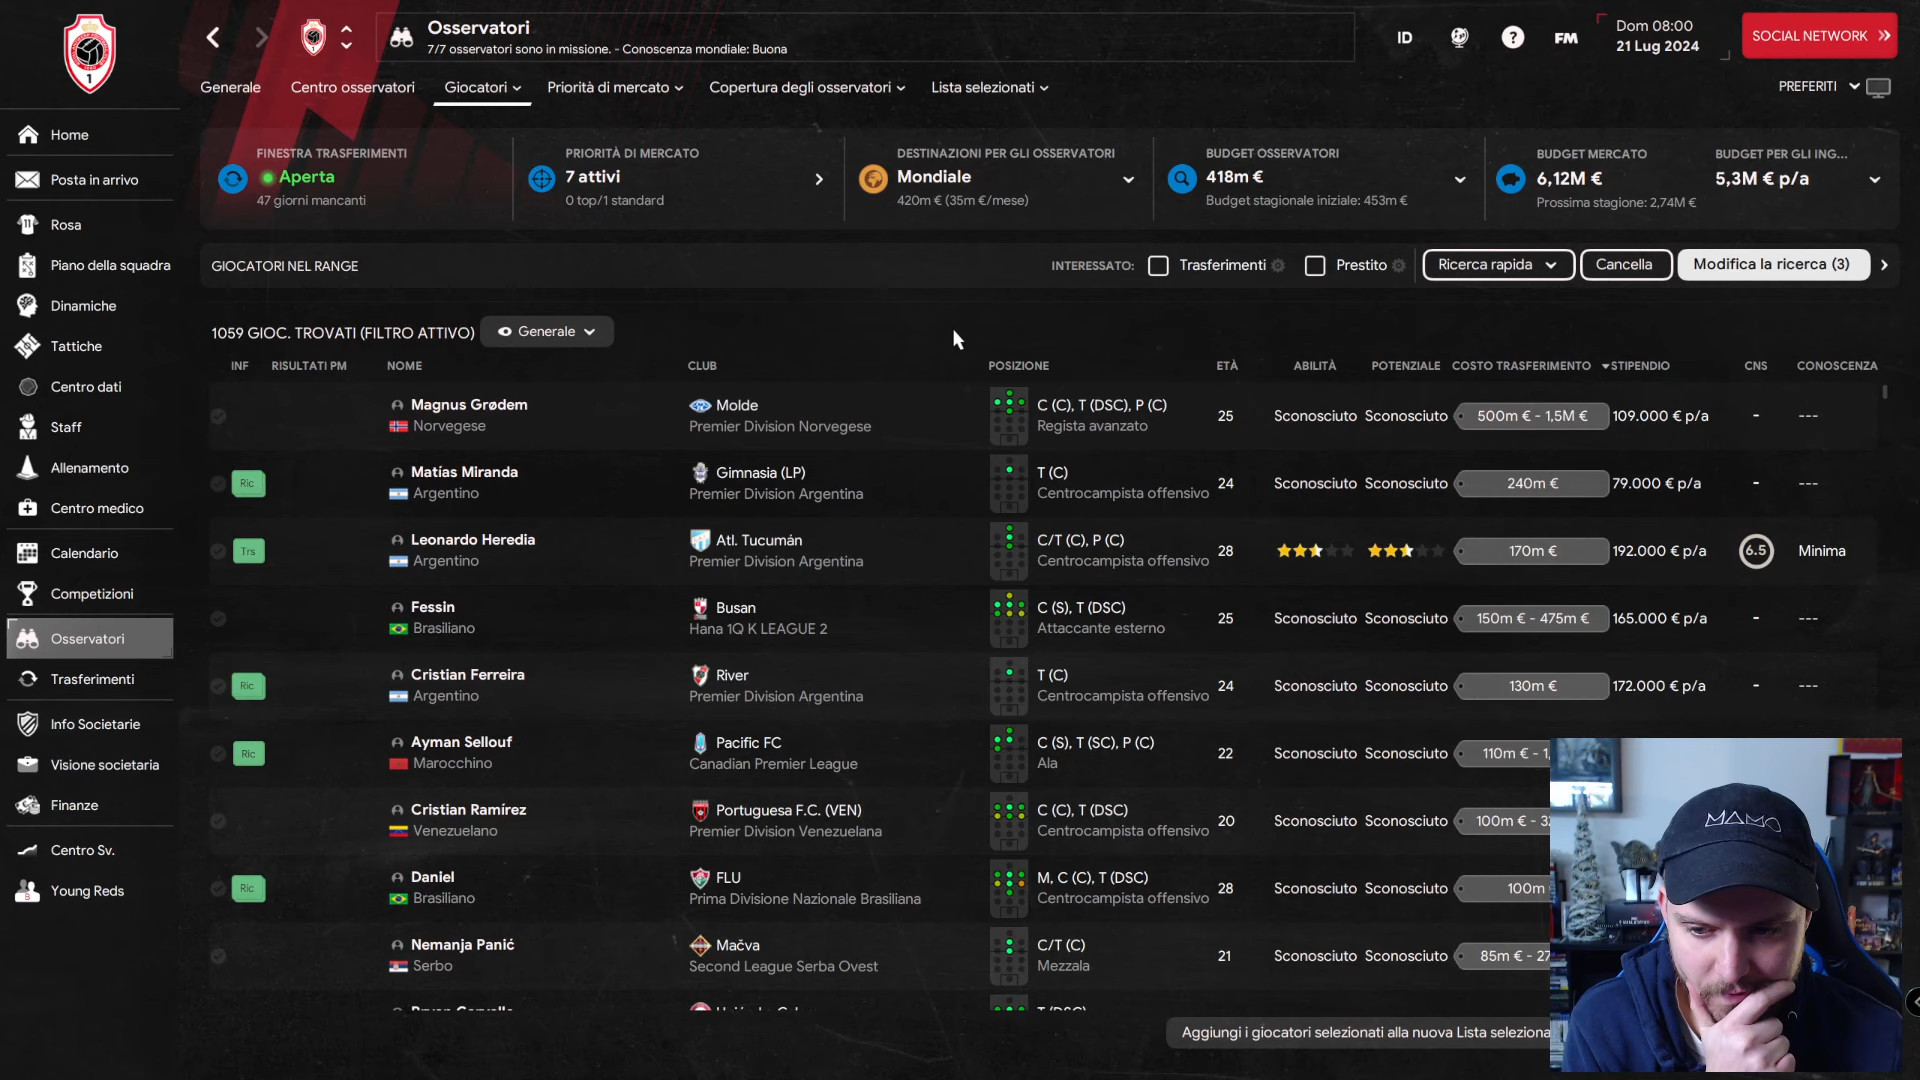 Osservatori
7/7 osservatori sono in missione. - Conoscenza mondiale: Buona
ID
?
FM
Dom 08:00
21 Lug 2024
SOCIAL NETWORK
1
Generale
Centro osservatori
Giocatori
Priorità di mercato
Copertura degli osservatori
Lista selezionati
PREFERITI
Home
Posta in arrivo
Rosa
Piano della squadra
Dinamiche
Tattiche
Centro dati
Staff
Allenamento
Centro medico
Calendario
Competizioni
Osservatori
Trasferimenti
Info Societarie
Visione societaria
Finanze
Centro Sv.
Young Reds
FINESTRA TRASFERIMENTI
Aperta
47 giorni mancanti
PRIORITÀ DI MERCATO
7 attivi
0 top/1 standard
DESTINAZIONI PER GLI OSSERVATORI
Mondiale
420m € (35m €/mese)
BUDGET OSSERVATORI
418m €
Budget stagionale iniziale: 453m €
BUDGET MERCATO
6,12M €
Prossima stagione: 2,74M €
BUDGET PER GLI ING...
5,3M € p/a
GIOCATORI NEL RANGE
INTERESSATO:
Trasferimenti
Prestito
Ricerca rapida
Cancella
Modifica la ricerca (3)
1059 GIOC. TROVATI (FILTRO ATTIVO)
Generale
INF RISULTATI PM NOME CLUB POSIZIONE ETÀ ABILITÀ POTENZIALE COSTO TRASFERIMENTO STIPENDIO CNS CONOSCENZA
Magnus Grødem Molde C (C), T (DSC), P (C) 25 Sconosciuto Sconosciuto 500m € - 1,5M € 109.000 € p/a - ---
Norvegese Premier Division Norvegese Regista avanzato
Ric Matías Miranda Gimnasia (LP) T (C) 24 Sconosciuto Sconosciuto 240m € 79.000 € p/a - ---
Argentino Premier Division Argentina Centrocampista offensivo
Trs Leonardo Heredia Atl. Tucumán C/T (C), P (C) 28 170m € 192.000 € p/a 6.5 Minima
Argentino Premier Division Argentina Centrocampista offensivo
Fessin Busan C (S), T (DSC) 25 Sconosciuto Sconosciuto 150m € - 475m € 165.000 € p/a - ---
Brasiliano Hana 1Q K LEAGUE 2 Attaccante esterno
Ric Cristian Ferreira River T (C) 24 Sconosciuto Sconosciuto 130m € 172.000 € p/a - ---
Argentino Premier Division Argentina Centrocampista offensivo
Ric Ayman Sellouf Pacific FC C (S), T (SC), P (C) 22 Sconosciuto Sconosciuto 110m € - 1,
Marocchino Canadian Premier League Ala
Cristian Ramírez Portuguesa F.C. (VEN) C (C), T (DSC) 20 Sconosciuto Sconosciuto 100m € - 3
Venezuelano Premier Division Venezuelana Centrocampista offensivo
Ric Daniel FLU M, C (C), T (DSC) 28 Sconosciuto Sconosciuto 100m
Brasiliano Prima Divisione Nazionale Brasiliana Centrocampista offensivo
Nemanja Panić Mačva C/T (C) 21 Sconosciuto Sconosciuto 85m € - 27
Serbo Second League Serba Ovest Mezzala
Aggiungi i giocatori selezionati alla nuova Lista seleziona
MAMO